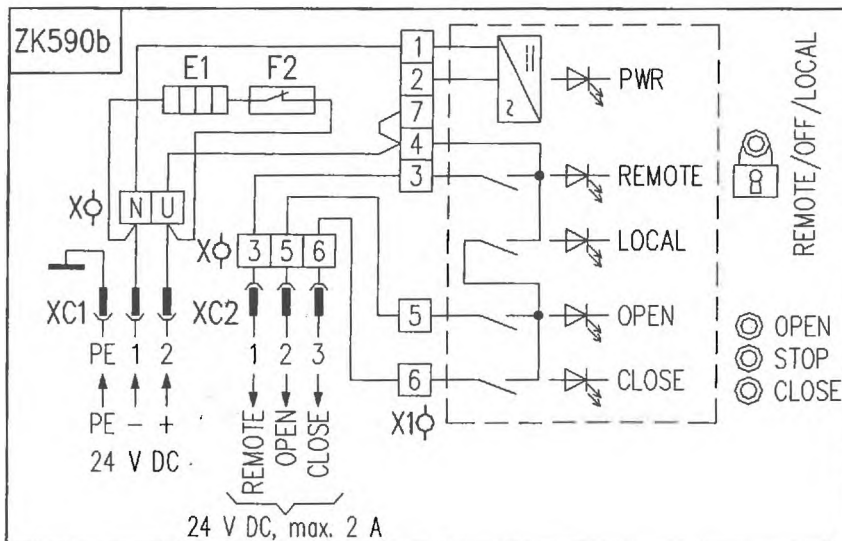 ZK590b
E1
F2
1
2
7
4
3
PWR
REMOTE
LOCAL
OPEN
CLOSE
REMOTE/OFF/LOCAL
OPEN
STOP
CLOSE
X
N U
X
3 5 6
5
6
X1
XC1
XC2
PE 1 2
1 2 3
PE - +
24 V DC
REMOTE
OPEN
CLOSE
24 V DC, max. 2 A